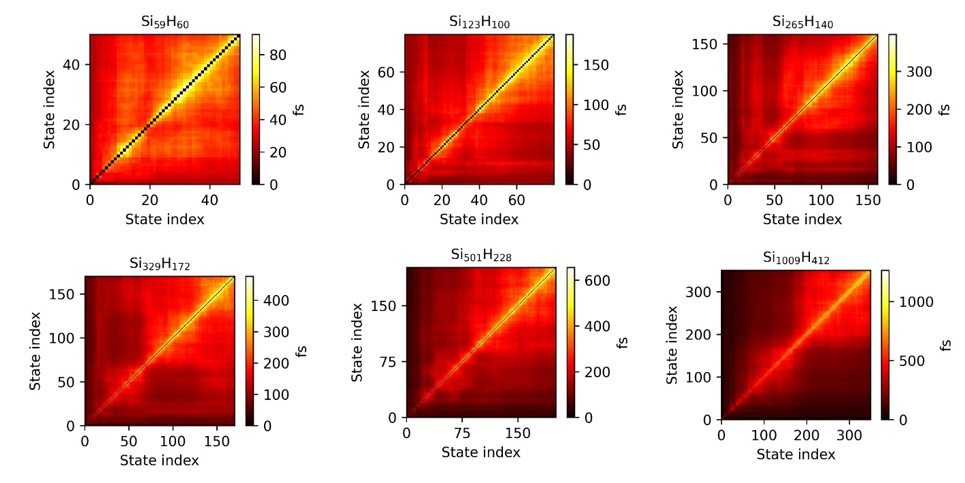 Si₅₉H₆₀
State index
40
20
0
0 20 40
State index
80
60
40
20
0
fs
Si₁₂₃H₁₀₀
State index
60
40
20
0
0 20 40 60
State index
150
100
50
0
fs
Si₂₆₅H₁₄₀
State index
150
100
50
0
0 50 100 150
State index
300
200
100
0
fs
Si₃₂₉H₁₇₂
State index
150
100
50
0
0 50 100 150
State index
400
300
200
100
0
fs
Si₅₀₁H₂₂₈
State index
150
75
0
0 75 150
State index
600
400
200
0
fs
Si₁₀₀₉H₄₁₂
State index
300
200
100
0
0 100 200 300
State index
1000
500
0
fs